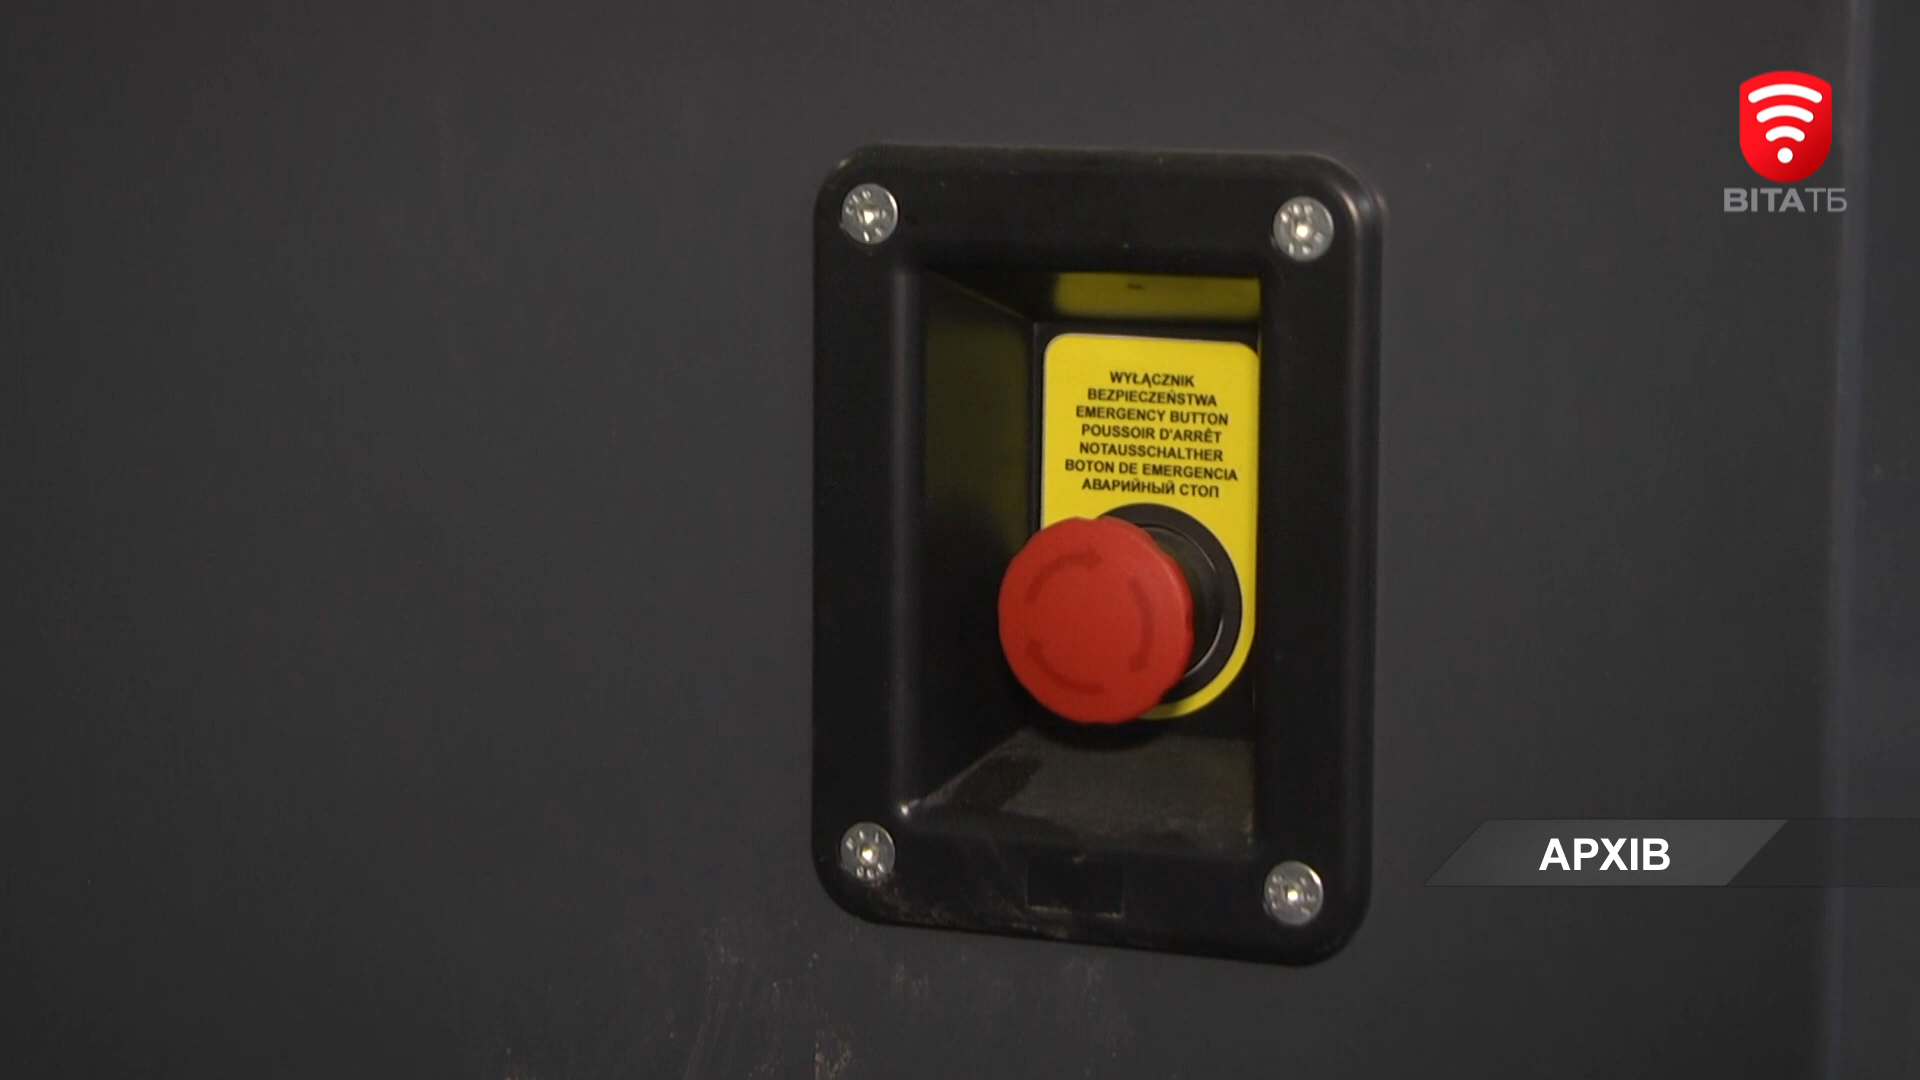 ВІТАТБ
WYŁĄCZNIK
BEZPIECZEŃSTWA
EMERGENCY BUTTON
POUSSOIR D'ARRÊT
NOTAUSSCHALTHER
BOTON DE EMERGENCIA
АВАРИЙНЫЙ СТОП
АРХІВ